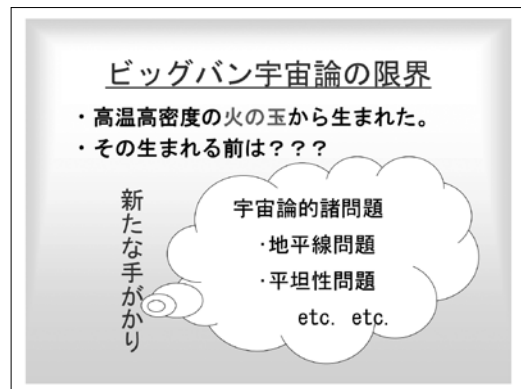 ビッグバン宇宙論の限界
・高温高密度の火の玉から生まれた。
・その生まれる前は???
新たな手がかり
宇宙論的諸問題
・地平線問題
・平坦性問題
etc. etc.